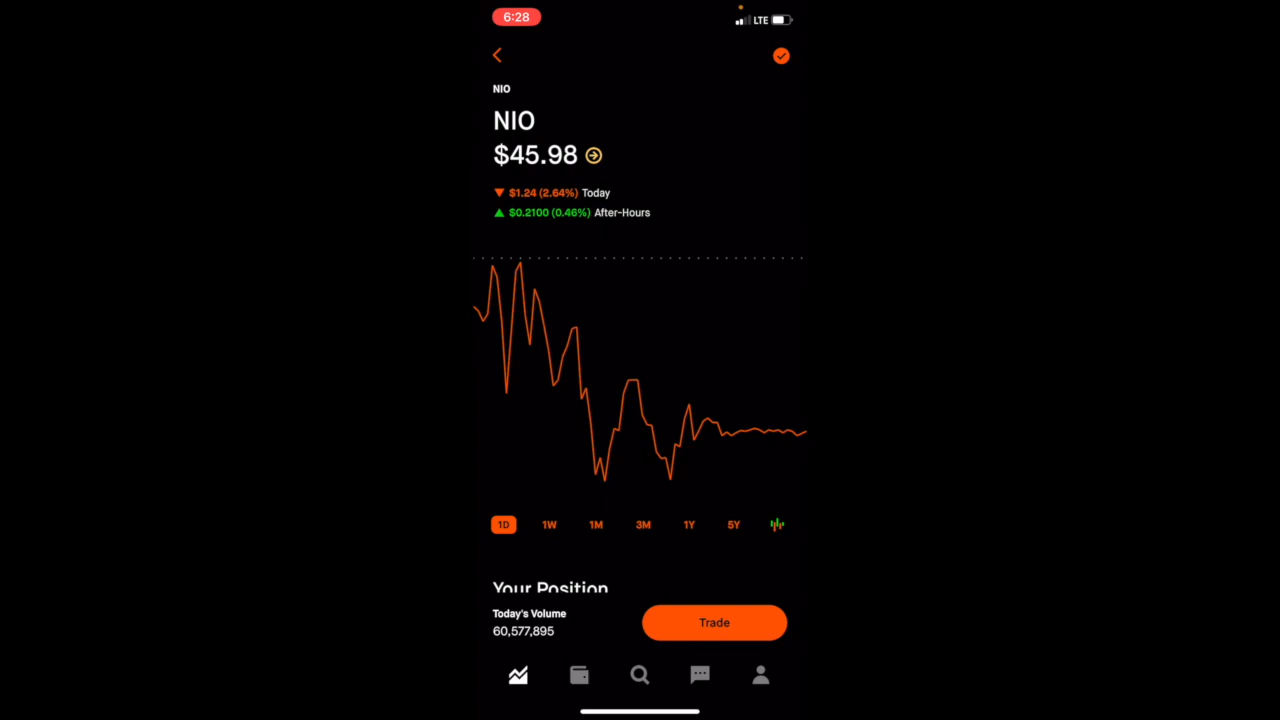 6:28
LTE
NIO
NIO
$45.98
$1.24 (2.64%) Today
$0.2100 (0.46%) After-Hours
1D 1W 1M 3M 1Y 5Y
Your Position
Today's Volume
60,577,895
Trade